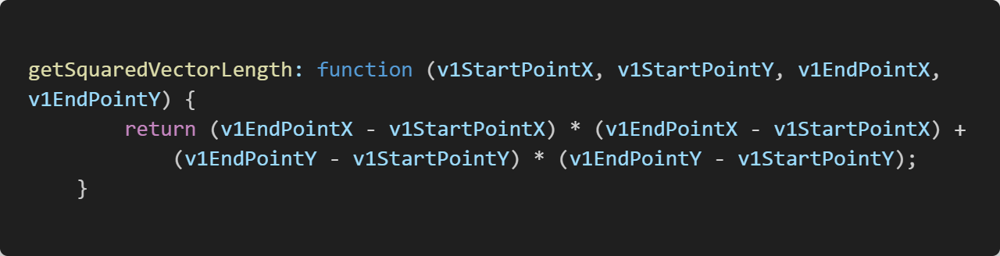 getSquaredVectorLength: function (v1StartPointX, v1StartPointY, v1EndPointX,
v1EndPointY) {
        return (v1EndPointX - v1StartPointX) * (v1EndPointX - v1StartPointX) +
            (v1EndPointY - v1StartPointY) * (v1EndPointY - v1StartPointY);
    }